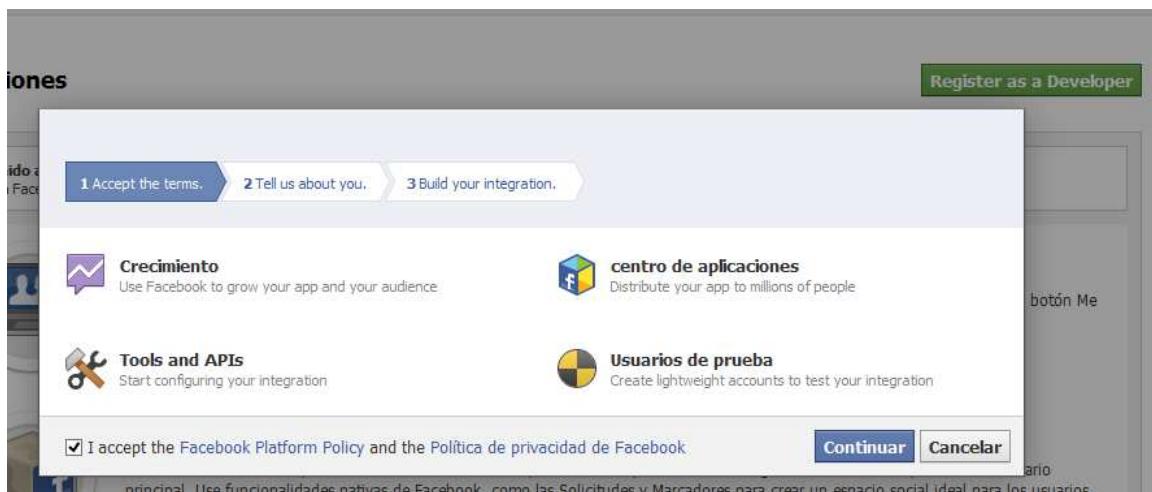 iones
Register as a Developer
ido a
Face
1 Accept the terms. 2 Tell us about you. 3 Build your integration.
Crecimiento
Use Facebook to grow your app and your audience
centro de aplicaciones
Distribute your app to millions of people
botón Me
Tools and APIs
Start configuring your integration
Usuarios de prueba
Create lightweight accounts to test your integration
I accept the Facebook Platform Policy and the Política de privacidad de Facebook
Continuar Cancelar
ario
principal. Use funcionalidades nativas de Facebook, como las Solicitudes y Marcadores para crear un espacio social ideal para los usuarios